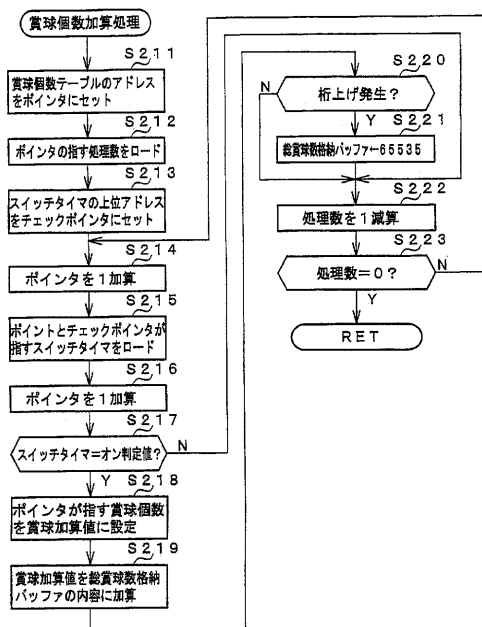 賞球個数加算処理
S211
賞球個数テーブルのアドレス
をポインタにセット
S212
ポインタの指す処理数をロード
S213
スイッチタイマの上位アドレス
をチェックポインタにセット
S214
ポインタを1加算
S215
ポイントとチェックポインタが
指すスイッチタイマをロード
S216
ポインタを1加算
S217
スイッチタイマ=オン判定値?
N
Y
S218
ポインタが指す賞球個数
を賞球加算値に設定
S219
賞球加算値を総賞球数格納
バッファの内容に加算
S220
桁上げ発生?
N
Y
S221
総賞球数格納バッファ←65535
S222
処理数を1減算
S223
処理数=0?
N
Y
RET